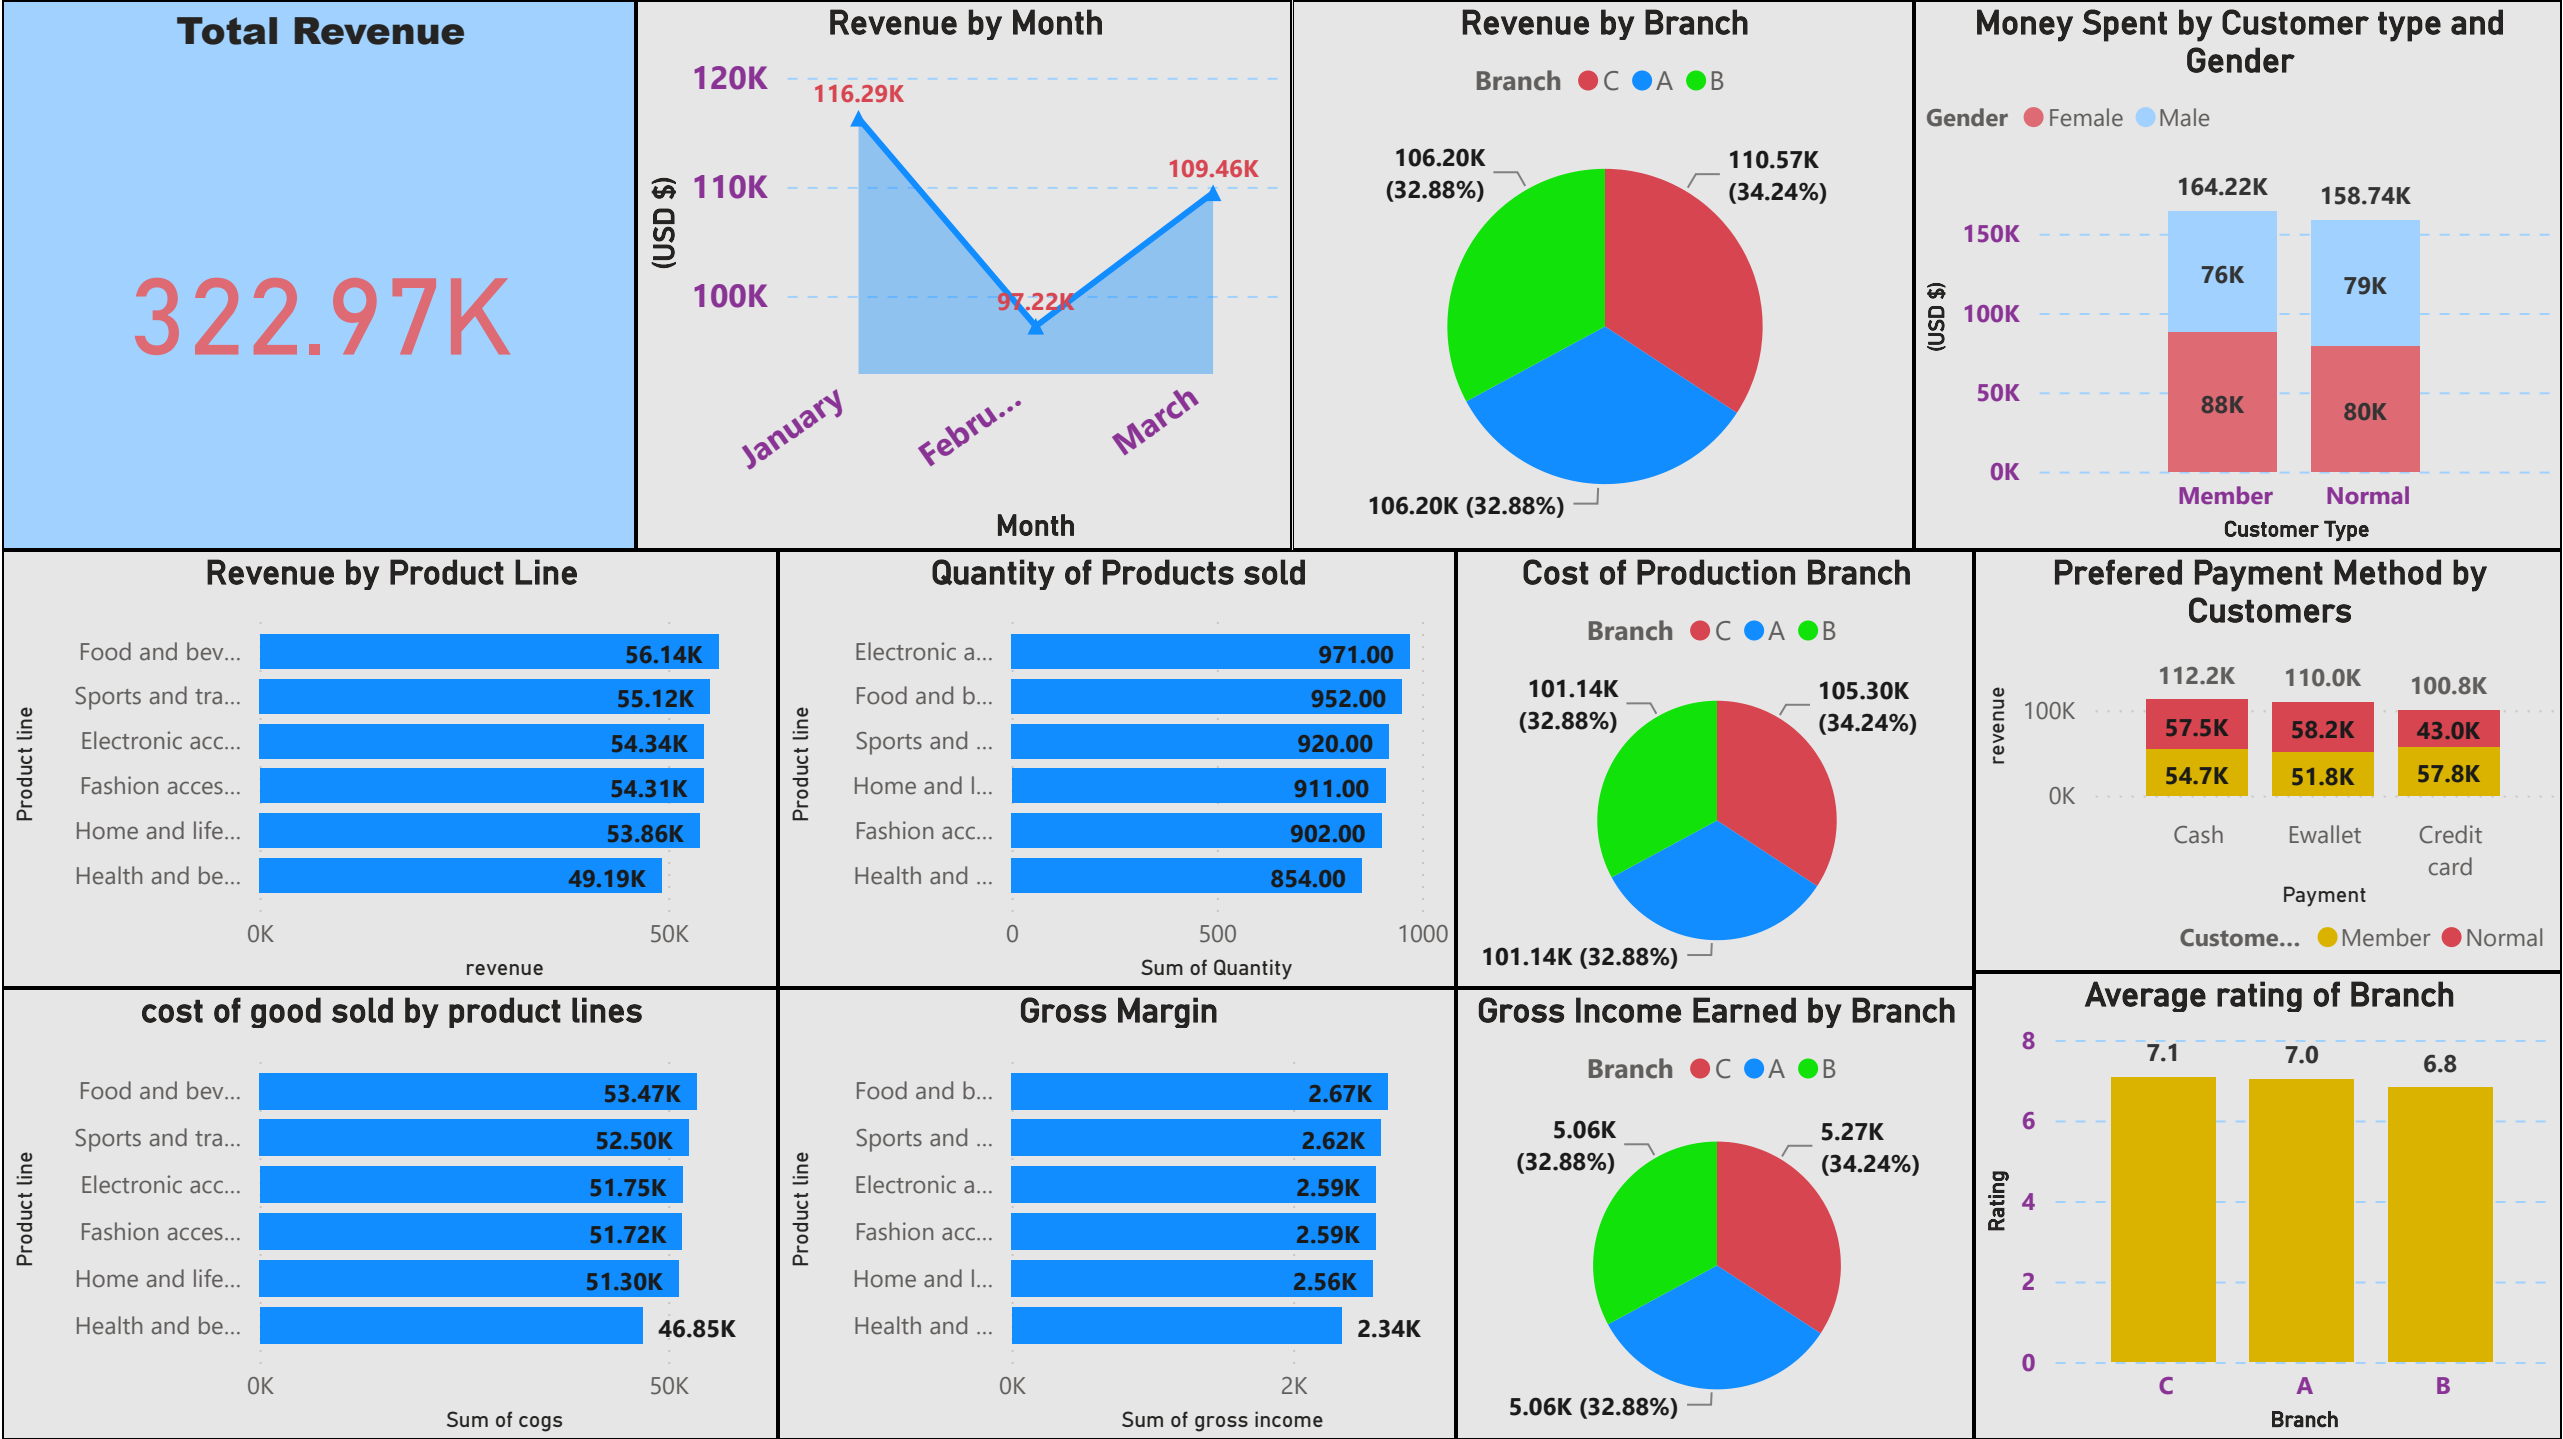 Total Revenue
322.97K
Revenue by Month
120K
110K
100K
(USD $)
116.29K
97.22K
109.46K
January
Febru...
March
Month
Revenue by Branch
Branch C A B
106.20K
(32.88%)
110.57K
(34.24%)
106.20K (32.88%)
Money Spent by Customer type and
Gender
Gender Female Male
164.22K
158.74K
150K
100K
50K
0K
(USD $)
76K
79K
88K
80K
Member
Normal
Customer Type
Revenue by Product Line
Product line
Food and bev... 56.14K
Sports and tra... 55.12K
Electronic acc... 54.34K
Fashion acces... 54.31K
Home and life... 53.86K
Health and be... 49.19K
0K 50K
revenue
Quantity of Products sold
Product line
Electronic a... 971.00
Food and b... 952.00
Sports and ... 920.00
Home and l... 911.00
Fashion acc... 902.00
Health and ... 854.00
0 500 1000
Sum of Quantity
Cost of Production Branch
Branch C A B
101.14K
(32.88%)
105.30K
(34.24%)
101.14K (32.88%)
Prefered Payment Method by
Customers
revenue
100K
0K
112.2K 110.0K 100.8K
57.5K 58.2K 43.0K
54.7K 51.8K 57.8K
Cash Ewallet Credit
card
Payment
Custome... Member Normal
cost of good sold by product lines
Product line
Food and bev... 53.47K
Sports and tra... 52.50K
Electronic acc... 51.75K
Fashion acces... 51.72K
Home and life... 51.30K
Health and be... 46.85K
0K 50K
Sum of cogs
Gross Margin
Product line
Food and b... 2.67K
Sports and ... 2.62K
Electronic a... 2.59K
Fashion acc... 2.59K
Home and l... 2.56K
Health and ... 2.34K
0K 2K
Sum of gross income
Gross Income Earned by Branch
Branch C A B
5.06K
(32.88%)
5.27K
(34.24%)
5.06K (32.88%)
Average rating of Branch
8
6
4
2
0
Rating
7.1 7.0 6.8
C A B
Branch